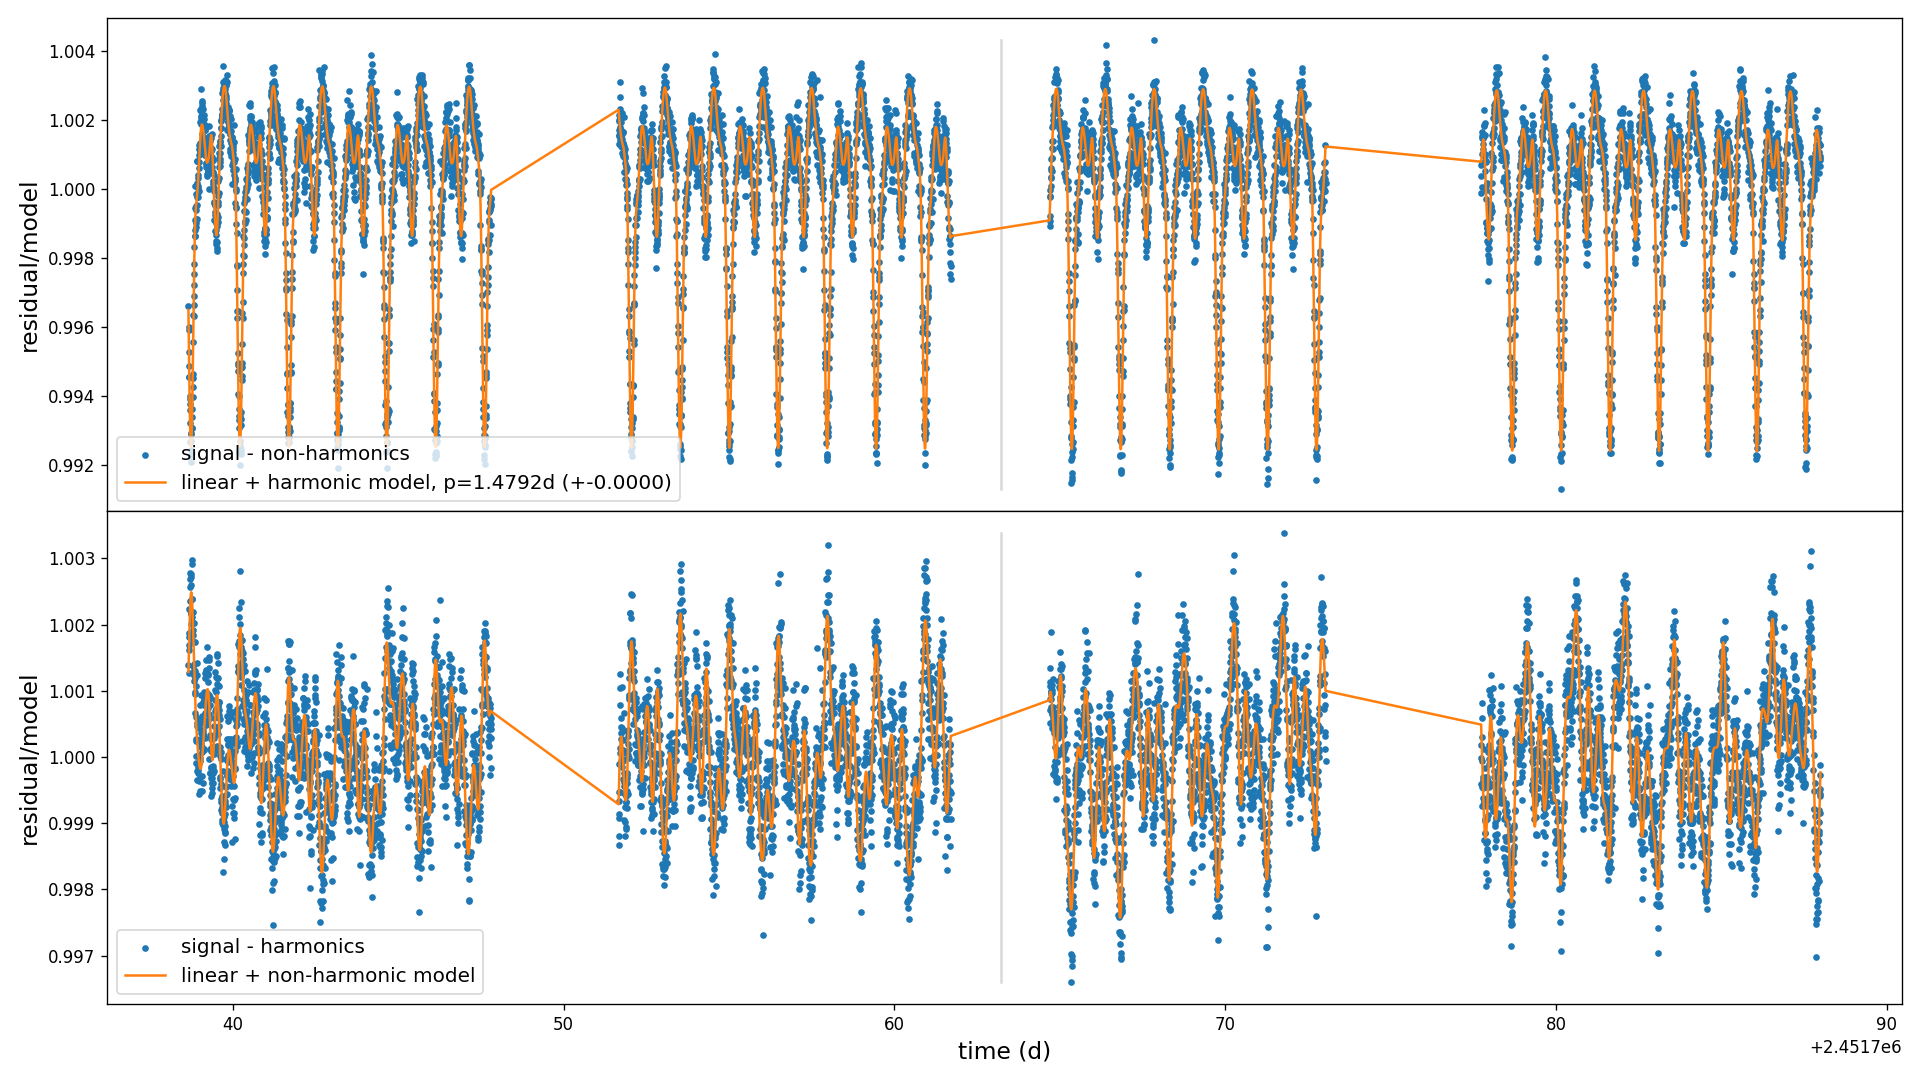 1.004
1.002
1.000
0.998
0.996
0.994
0.992
residual/model
signal - non-harmonics
linear + harmonic model, p=1.4792d (+-0.0000)
1.003
1.002
1.001
1.000
0.999
0.998
0.997
residual/model
signal - harmonics
linear + non-harmonic model
40 50 60 70 80 90
time (d)
+2.4517e6